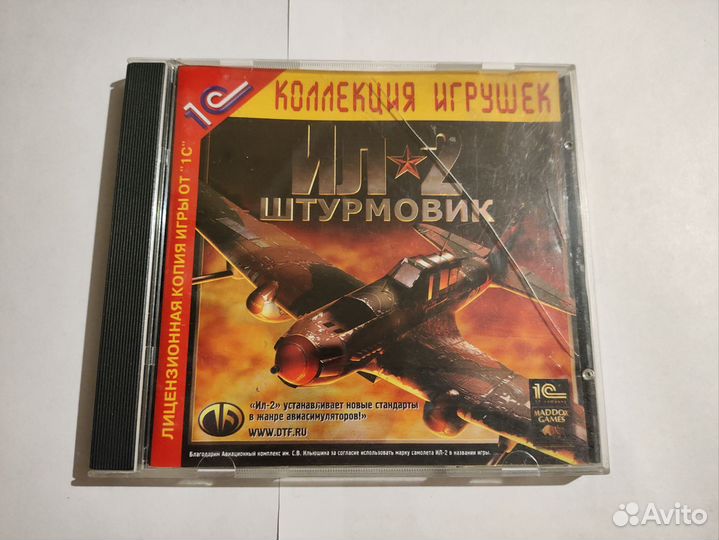 1С
КОЛЛЕКЦИЯ ИГРУШЕК
ЛИЦЕНЗИОННАЯ КОПИЯ ИГРЫ ОТ "1С"
ИЛ★2
ШТУРМОВИК
«Ил-2» устанавливает новые стандарты
в жанре авиасимуляторов!»
WWW.DTF.RU
1С
MADDOX
GAMES
Благодарим Авиационный комплекс им. С.В. Ильюшина за согласие использовать марку самолета ИЛ-2 в названии игры.
Avito